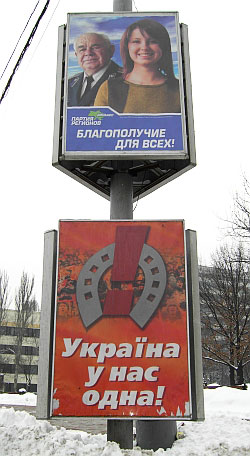 ПАРТИЯ
РЕГИОНОВ
БЛАГОПОЛУЧИЕ
ДЛЯ ВСЕХ!
Україна
у нас
одна!